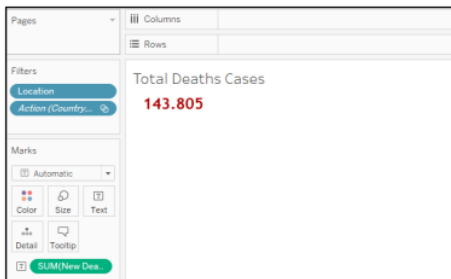 Pages
Columns
Rows
Filters
Location
Action (Country...
Total Deaths Cases
143.805
Marks
Automatic
Color Size Text
Detail Tooltip
SUM(New Dea..